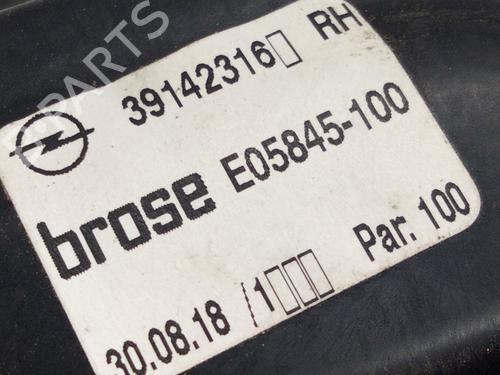 39142316▯ RH
brose E05845-100
30.08.18 /1▯▯▯ Par. 100
PARTS